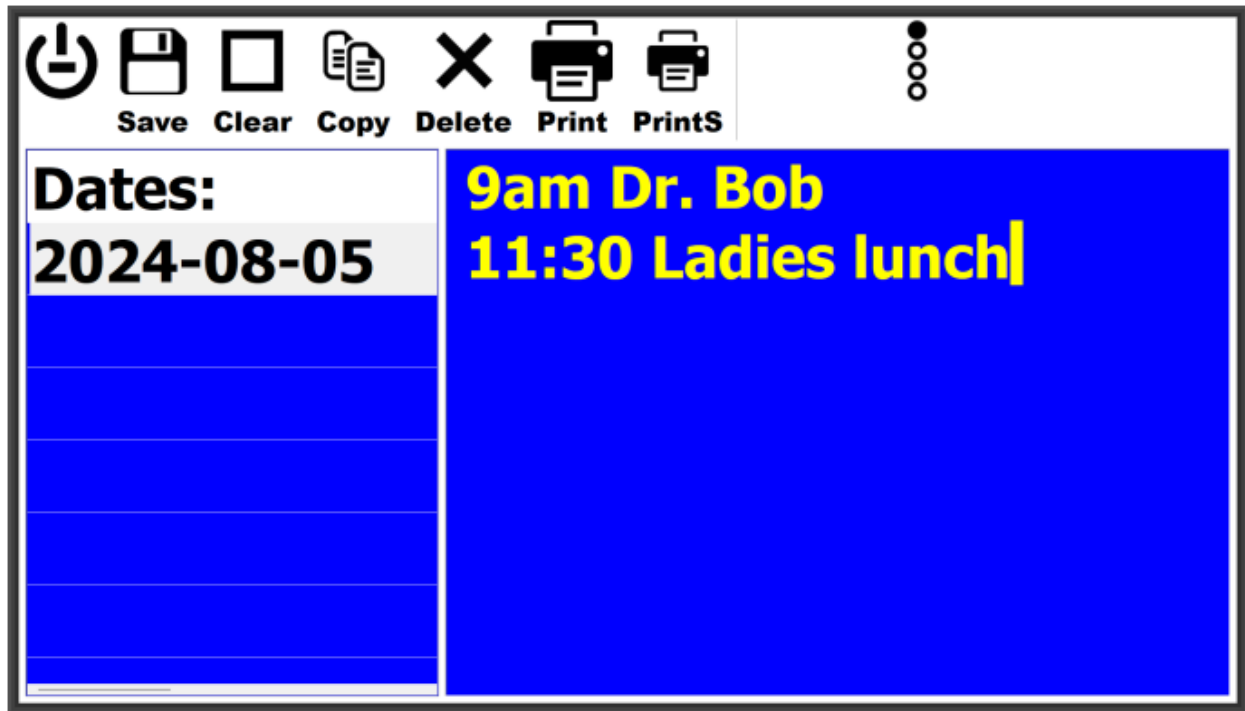 Save Clear Copy Delete Print PrintS
Dates:
2024-08-05
9am Dr. Bob
11:30 Ladies lunch